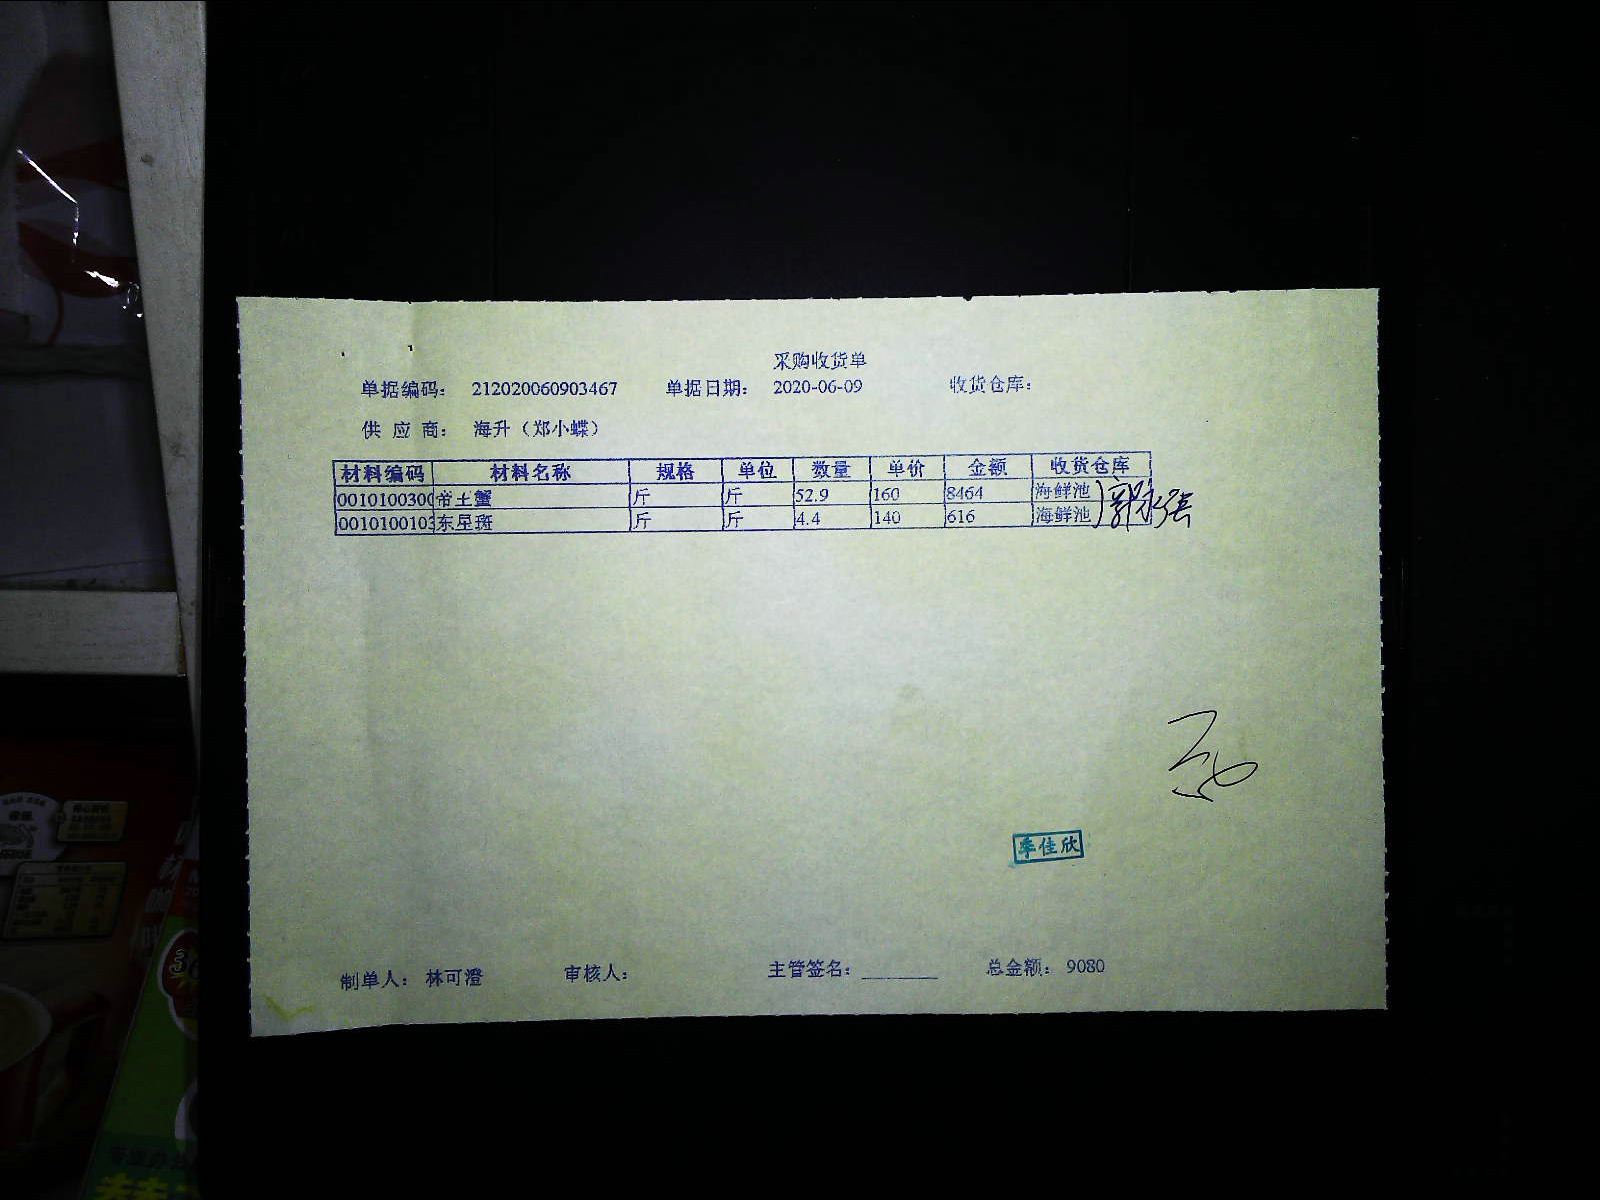 采购收货单
单据编码: 212020060903467 单据日期: 2020-06-09 收货仓库:
供 应 商: 海升（郑小蝶）
材料编码 材料名称 规格 单位 数量 单价 金额 收货仓库
0010100300 帝王蟹 斤 斤 52.9 160 8464 海鲜池
0010100103 东星斑 斤 斤 4.4 140 616 海鲜池
李佳欣
制单人: 林可澄 审核人: 主管签名: ________ 总金额: 9080